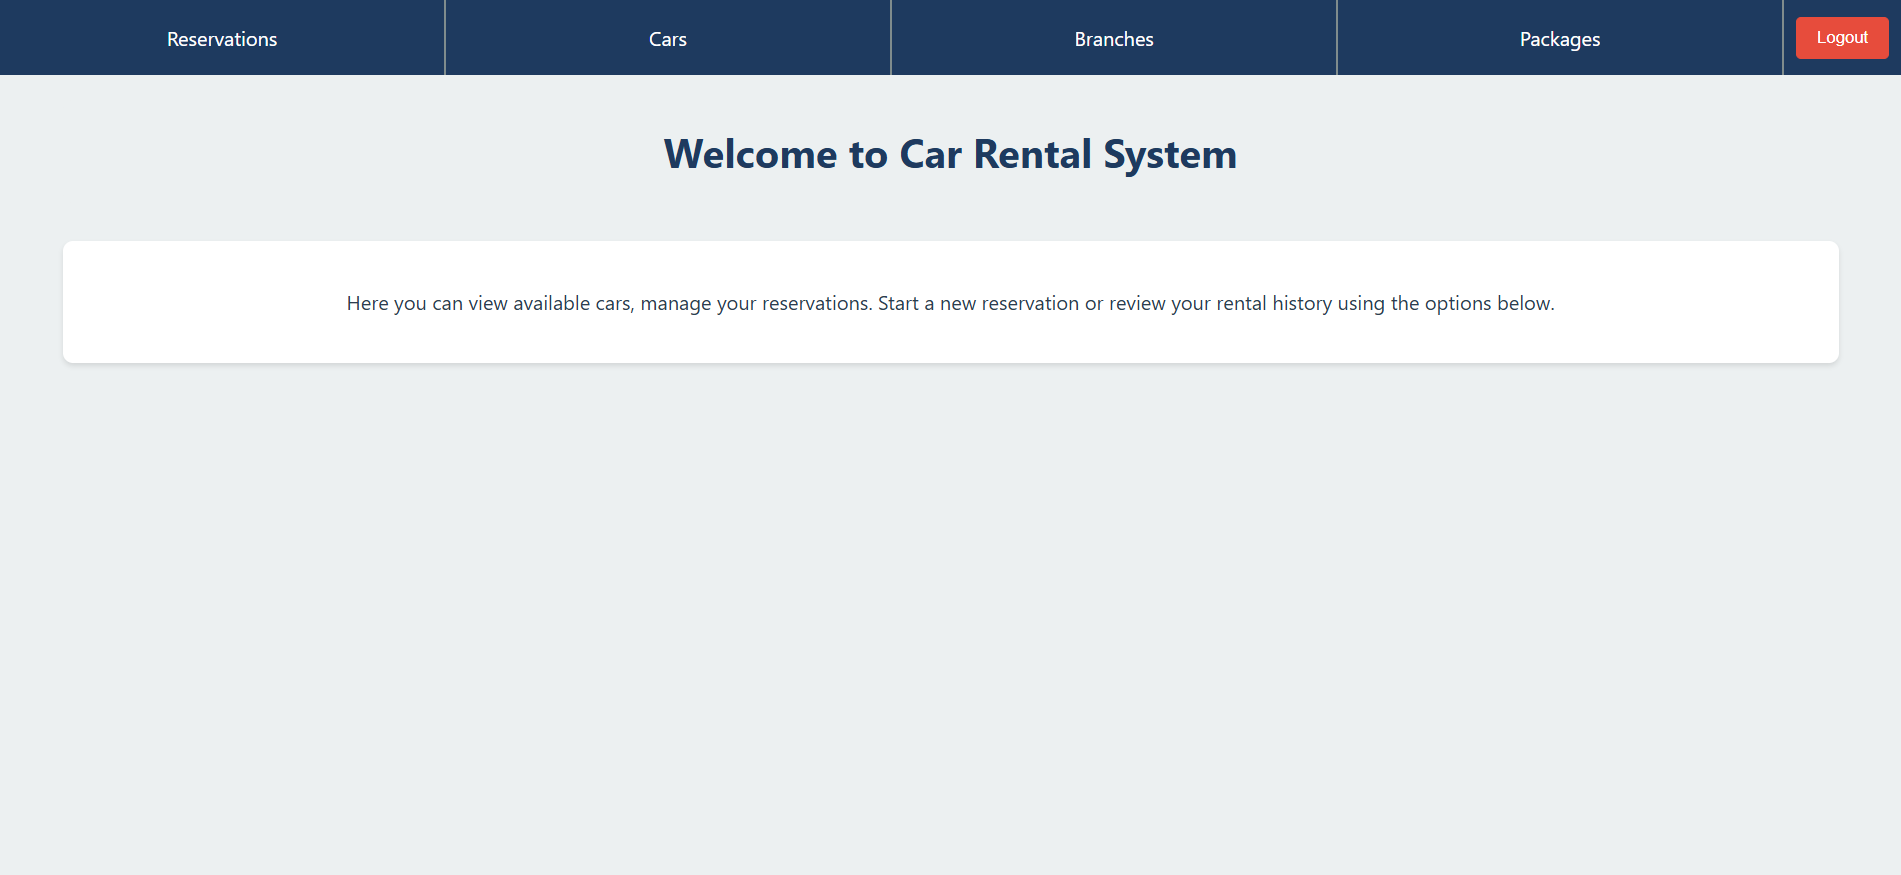 Reservations
Cars
Branches
Packages
Logout
Welcome to Car Rental System
Here you can view available cars, manage your reservations. Start a new reservation or review your rental history using the options below.